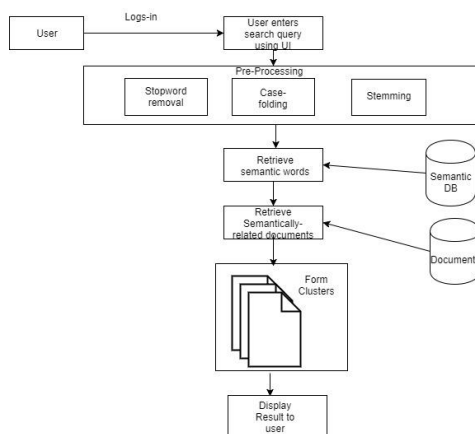 Logs-in
User
User enters
search query
using UI
Pre-Processing
Stopword
removal
Case-
folding
Stemming
Retrieve
semantic words
Semantic
DB
Retrieve
Semantically-
related documents
Document
Form
Clusters
Display
Result to
user